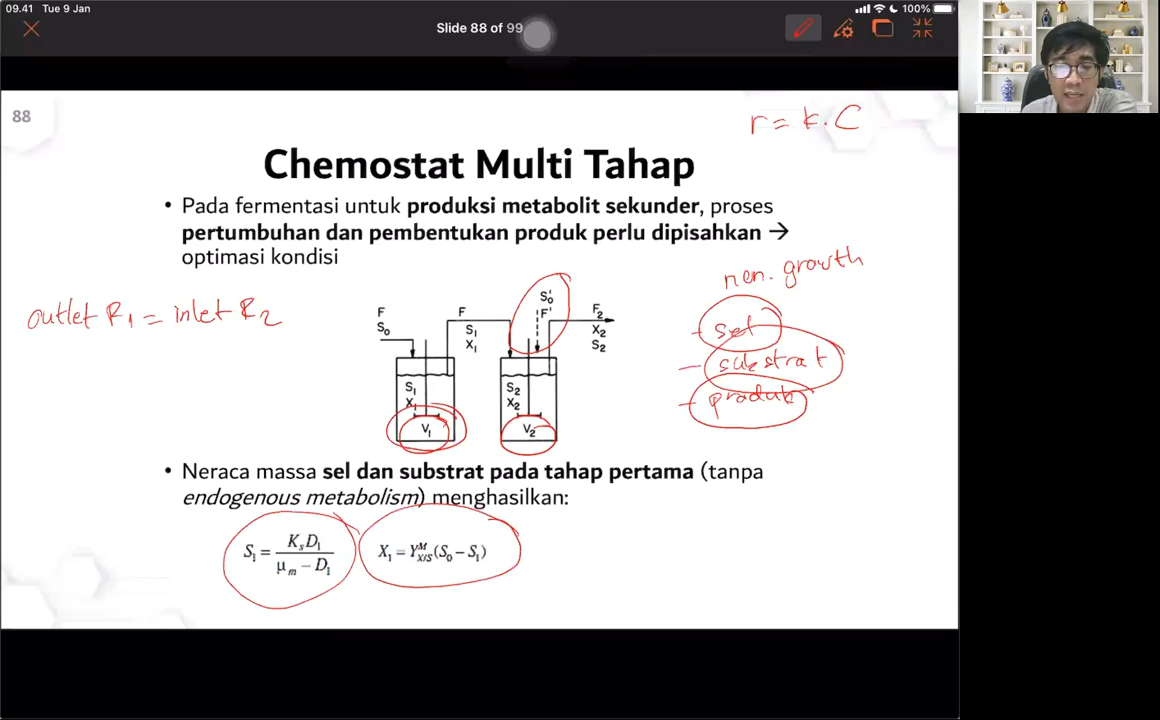 09.41 Tue 9 Jan
100%
Slide 88 of 99
88
r = k. C
Chemostat Multi Tahap
• Pada fermentasi untuk produksi metabolit sekunder, proses
pertumbuhan dan pembentukan produk perlu dipisahkan →
optimasi kondisi
non. growth
outlet R1 = inlet R2
F
S0
F
S1
X1
S0'
F'
F2
X2
S2
- sel
- substrat
- produk
S1
X1
V1
S2
X2
V2
• Neraca massa sel dan substrat pada tahap pertama (tanpa
endogenous metabolism) menghasilkan:
S1 = KsD1 / μm − D1
X1 = Y^M X/S (S0 − S1)